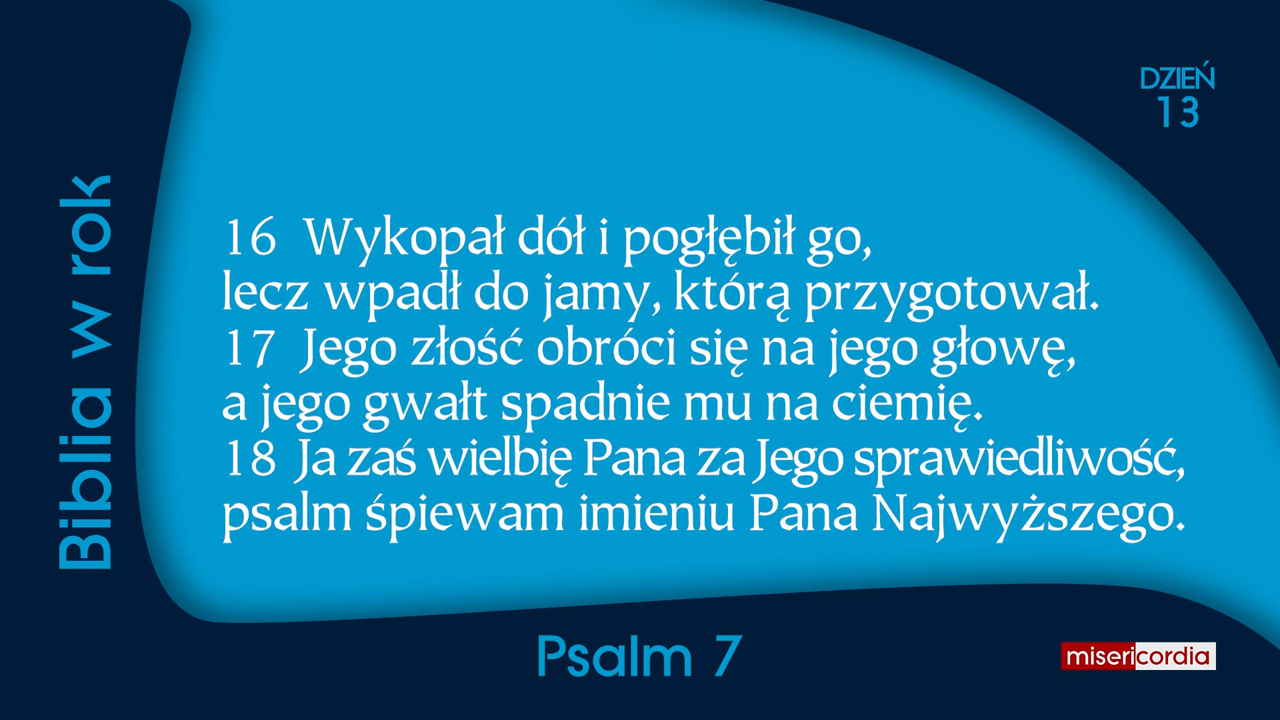 DZIEŃ
13
Biblia w rok
16 Wykopał dół i pogłębił go,
lecz wpadł do jamy, którą przygotował.
17 Jego złość obróci się na jego głowę,
a jego gwałt spadnie mu na ciemię.
18 Ja zaś wielbię Pana za Jego sprawiedliwość,
psalm śpiewam imieniu Pana Najwyższego.
Psalm 7
misericordia